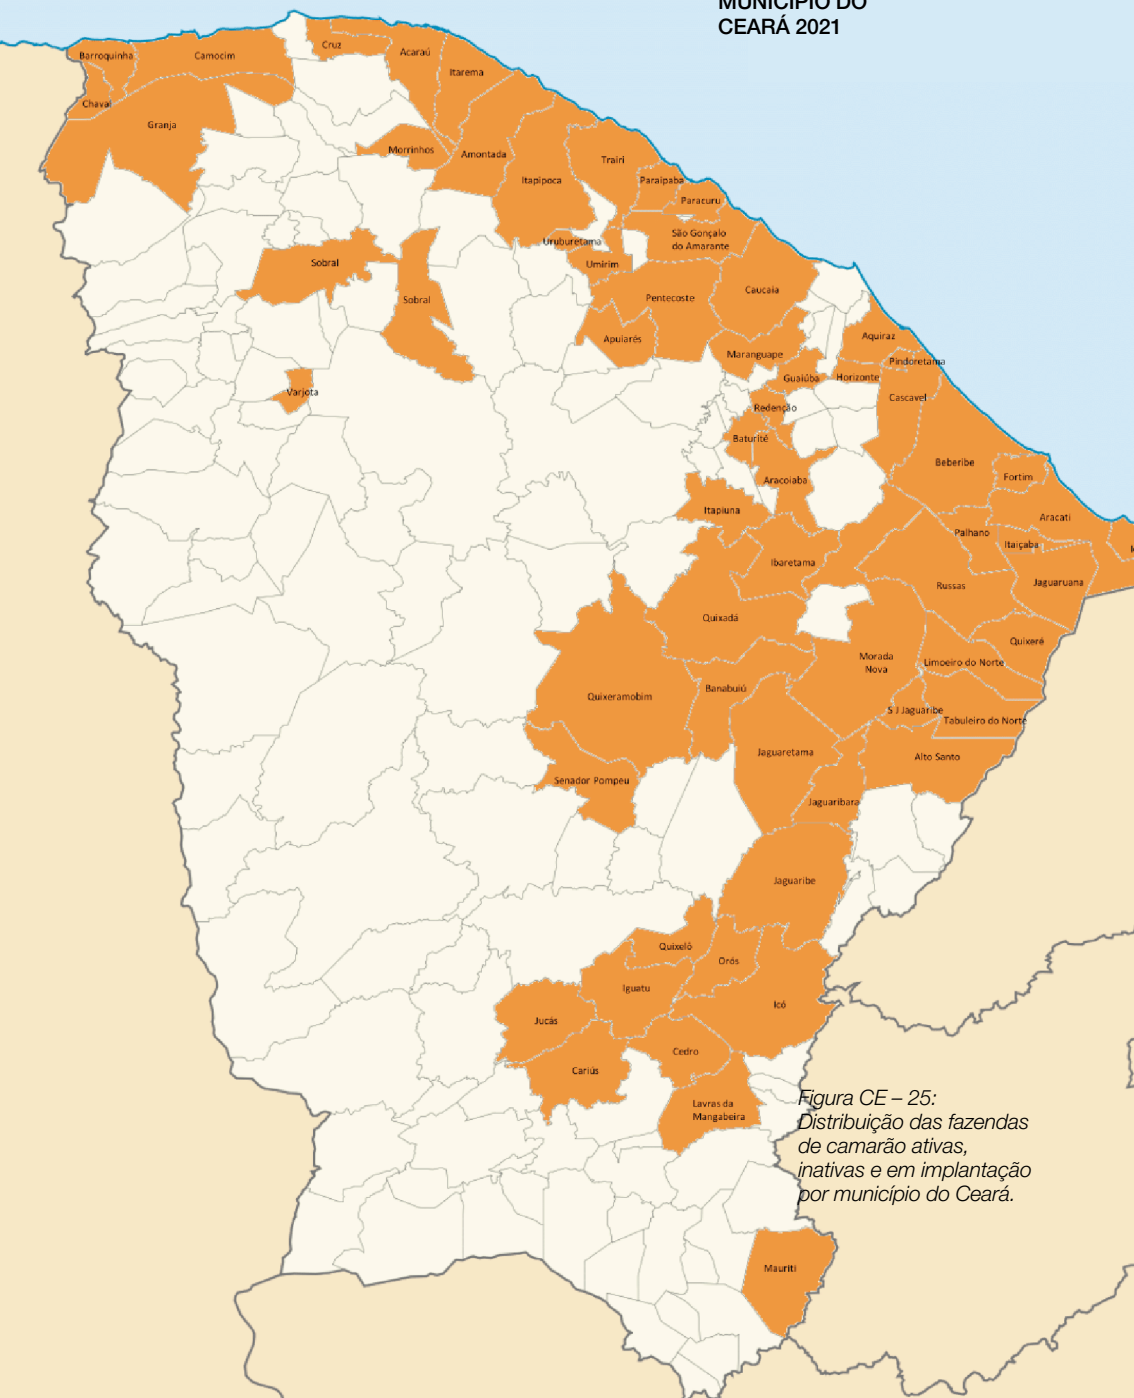 MUNICÍPIO DO
CEARÁ 2021
Barroquinha
Camocim
Cruz
Acaraú
Itarema
Chaval
Granja
Morrinhos
Amontada
Itapipoca
Trairi
Paraipaba
Paracuru
Uruburetama
São Gonçalo
do Amarante
Umirim
Sobral
Sobral
Pentecoste
Caucaia
Apuiarés
Maranguape
Aquiraz
Pindoretama
Guaiúba
Horizonte
Varjota
Redenção
Cascavel
Baturité
Aracoiaba
Beberibe
Fortim
Itapiuna
Aracati
Palhano
Itaiçaba
Ibaretama
Russas
Jaguaruana
Quixadá
Quixeré
Morada
Nova
Limoeiro do Norte
Quixeramobim
Banabuiú
S J Jaguaribe
Tabuleiro do Norte
Jaguaretama
Alto Santo
Senador Pompeu
Jaguaribara
Jaguaribe
Quixelô
Orós
Iguatu
Icó
Jucás
Cedro
Cariús
Lavras da
Mangabeira
Figura CE – 25:
Distribuição das fazendas
de camarão ativas,
inativas e em implantação
por município do Ceará.
Mauriti